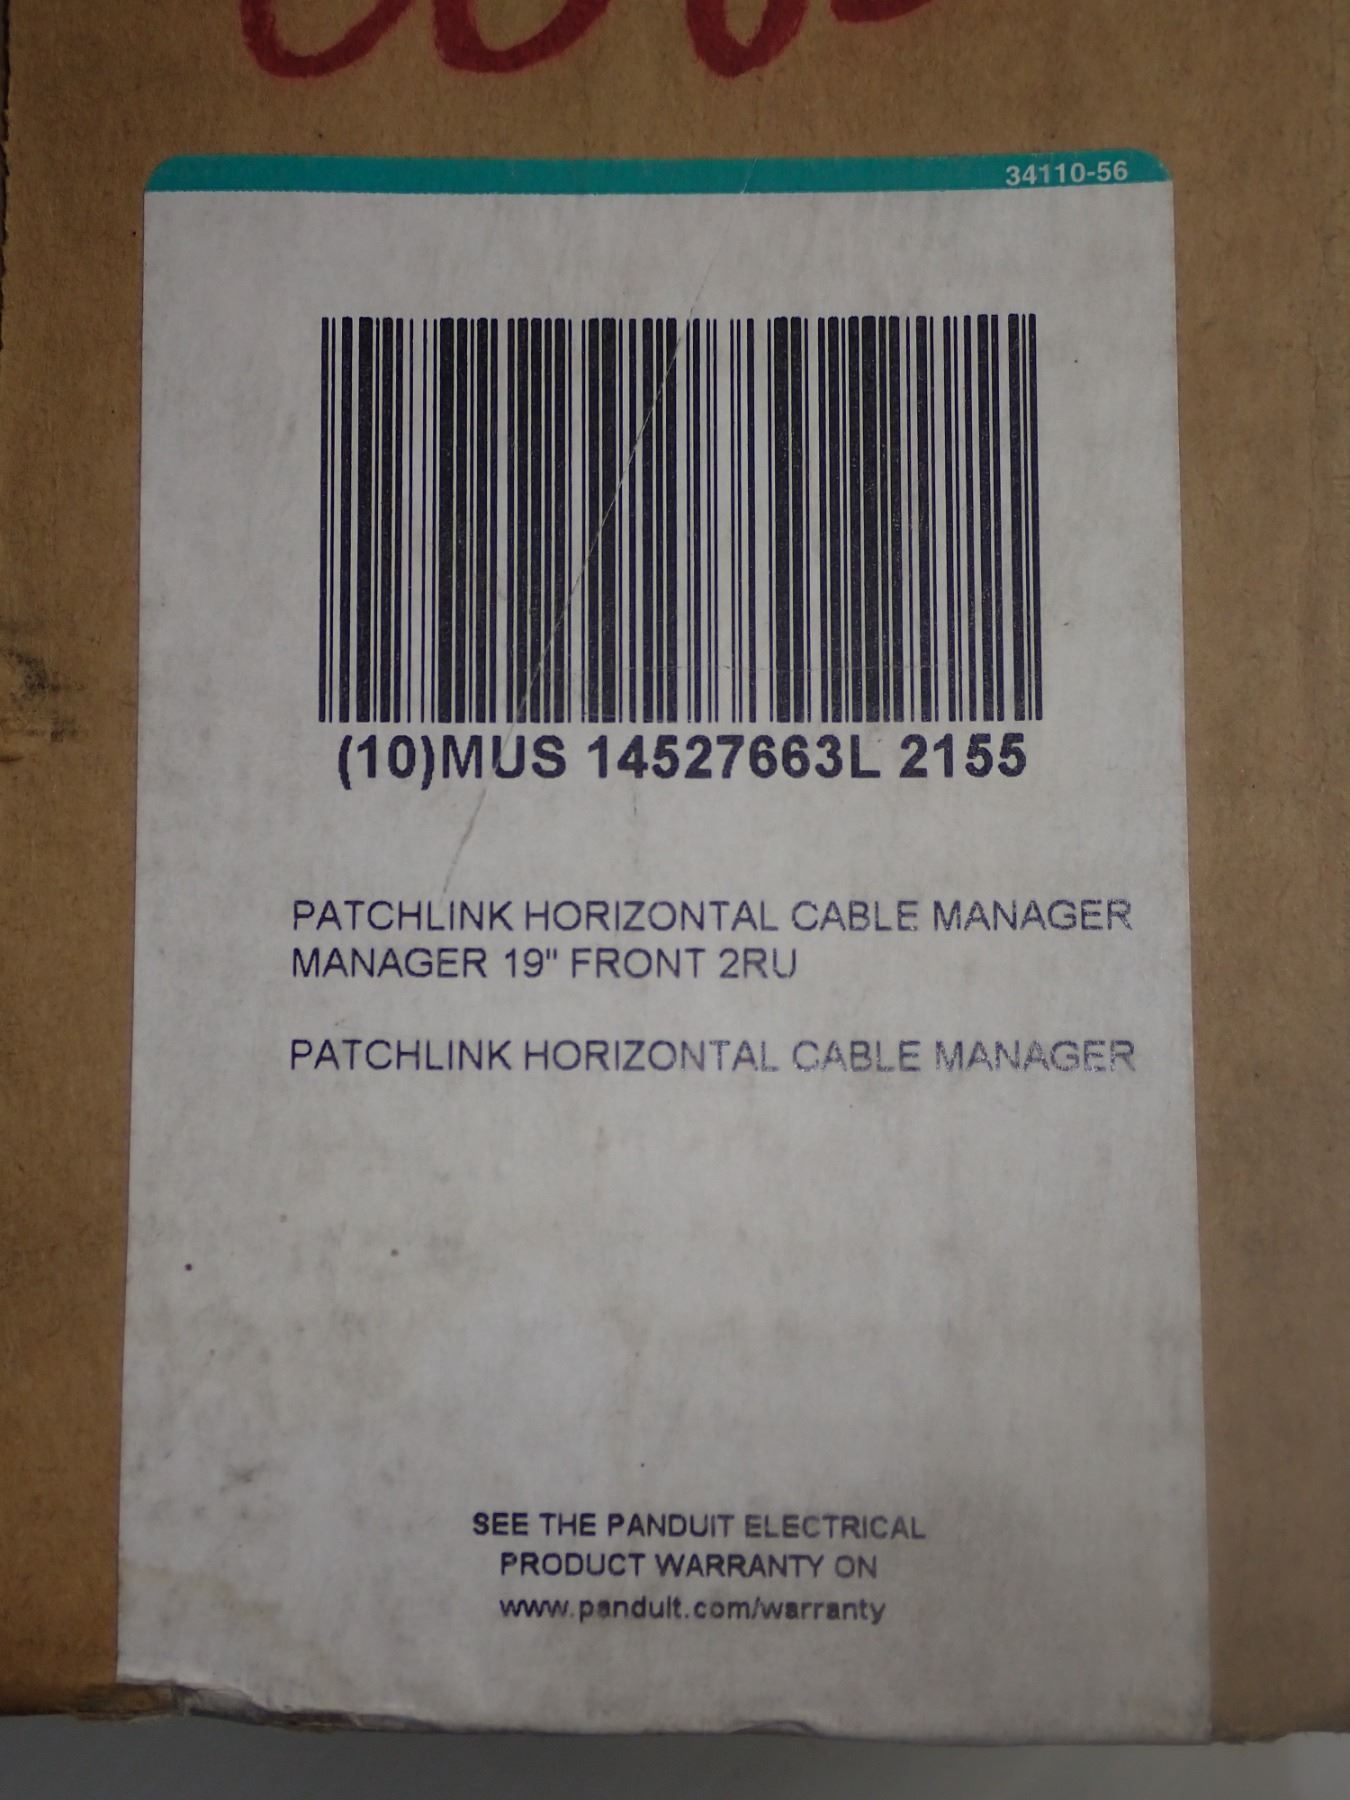 34110-56
(10)MUS 14527663L 2155
PATCHLINK HORIZONTAL CABLE MANAGER
MANAGER 19" FRONT 2RU
PATCHLINK HORIZONTAL CABLE MANAGER
SEE THE PANDUIT ELECTRICAL
PRODUCT WARRANTY ON
www.panduit.com/warranty